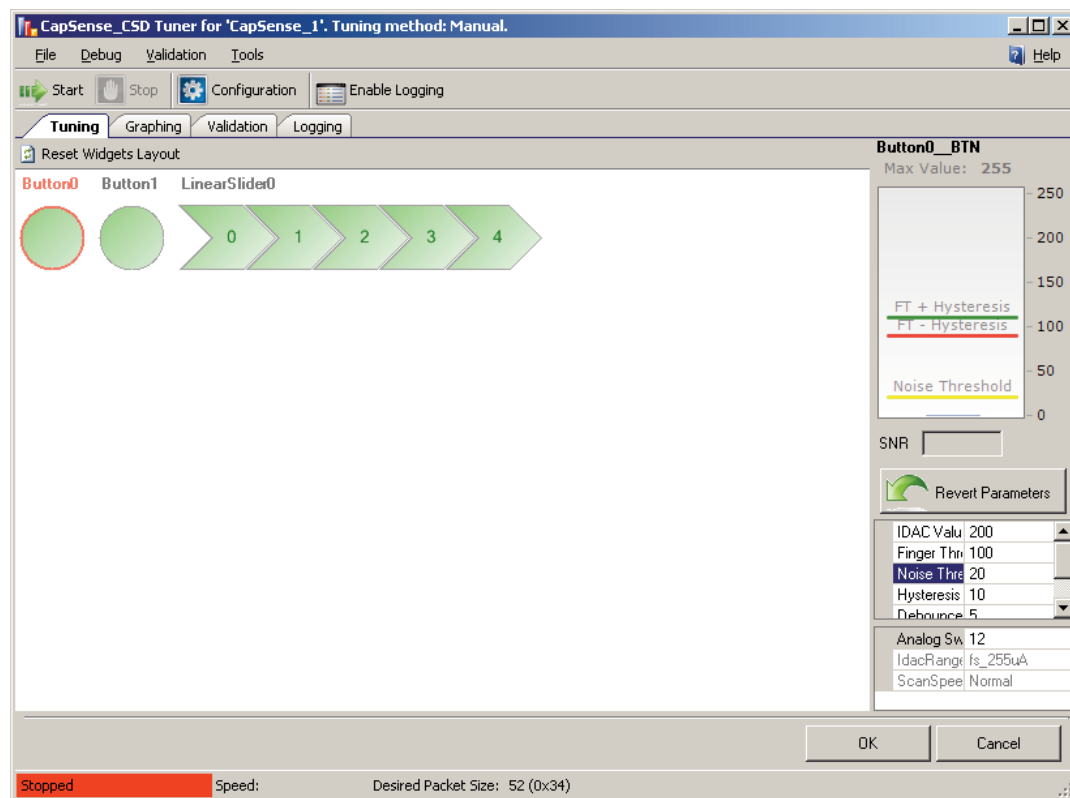 CapSense_CSD Tuner for 'CapSense_1'. Tuning method: Manual.
File Debug Validation Tools Help
Start Stop Configuration Enable Logging
Tuning Graphing Validation Logging
Reset Widgets Layout
Button0 Button1 LinearSlider0
0 1 2 3 4
Button0__BTN
Max Value: 255
250
200
150
FT + Hysteresis
FT - Hysteresis
100
50
Noise Threshold
0
SNR
Revert Parameters
IDAC Valu 200
Finger Thr 100
Noise Thre 20
Hysteresis 10
Debounce 5
Analog Sw 12
IdacRange fs_255uA
ScanSpee Normal
OK Cancel
Stopped Speed: Desired Packet Size: 52 (0x34)